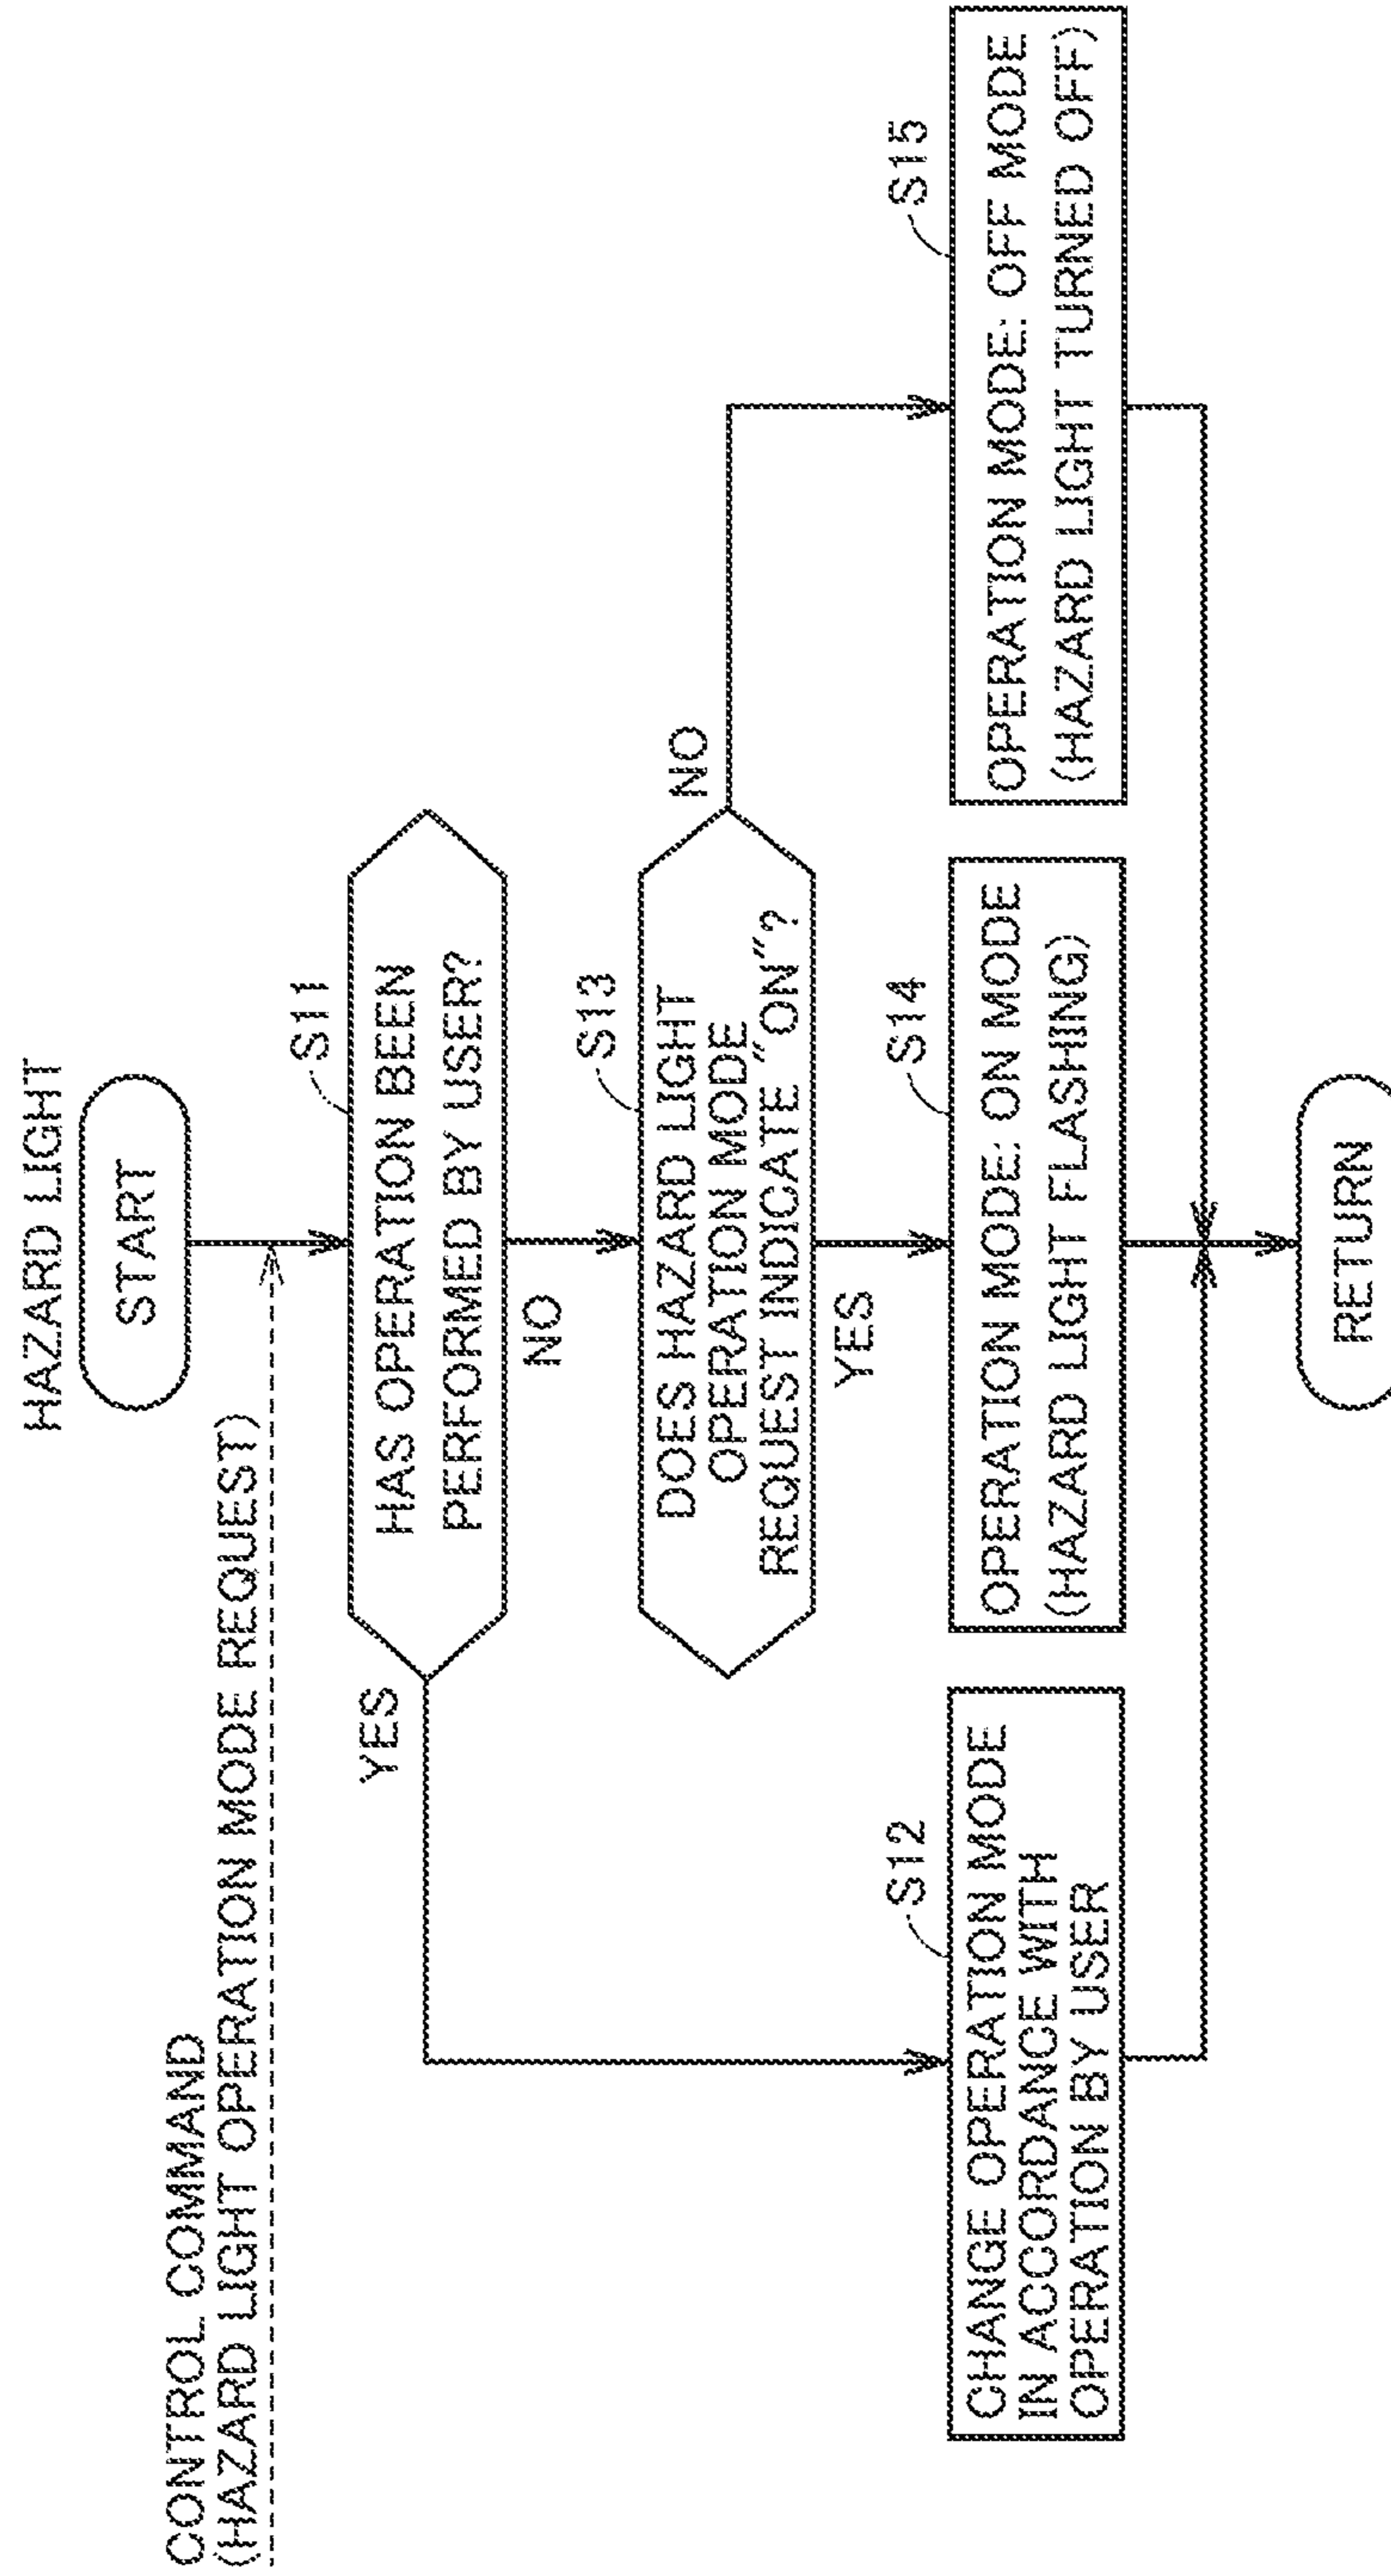 HAZARD LIGHT
START
CONTROL COMMAND
(HAZARD LIGHT OPERATION MODE REQUEST)
S11
HAS OPERATION BEEN
PERFORMED BY USER?
YES
NO
S13
DOES HAZARD LIGHT
OPERATION MODE
REQUEST INDICATE "ON"?
NO
YES
S12
CHANGE OPERATION MODE
IN ACCORDANCE WITH
OPERATION BY USER
S14
OPERATION MODE: ON MODE
(HAZARD LIGHT FLASHING)
S15
OPERATION MODE: OFF MODE
(HAZARD LIGHT TURNED OFF)
RETURN